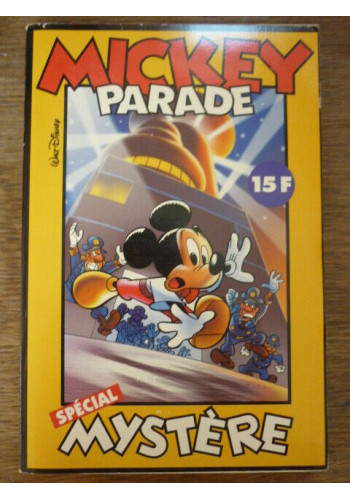 MICKEY
PARADE
WALT DISNEY
15 F
SPÉCIAL
MYSTÈRE